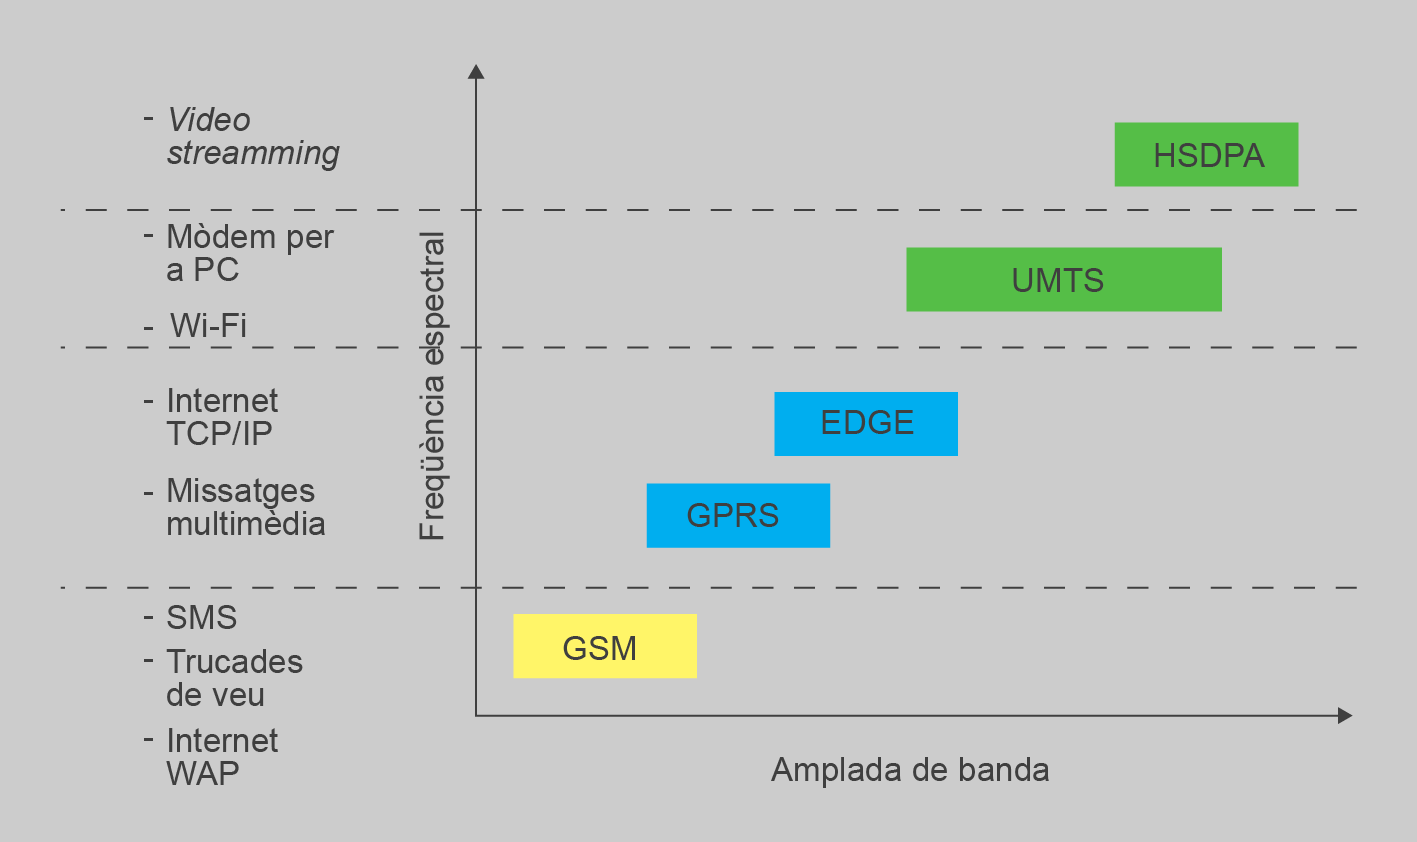 - Video
streamming
- Mòdem per
a PC
- Wi-Fi
- Internet
TCP/IP
- Missatges
multimèdia
- SMS
- Trucades
de veu
- Internet
WAP
Freqüència espectral
HSDPA
UMTS
EDGE
GPRS
GSM
Amplada de banda